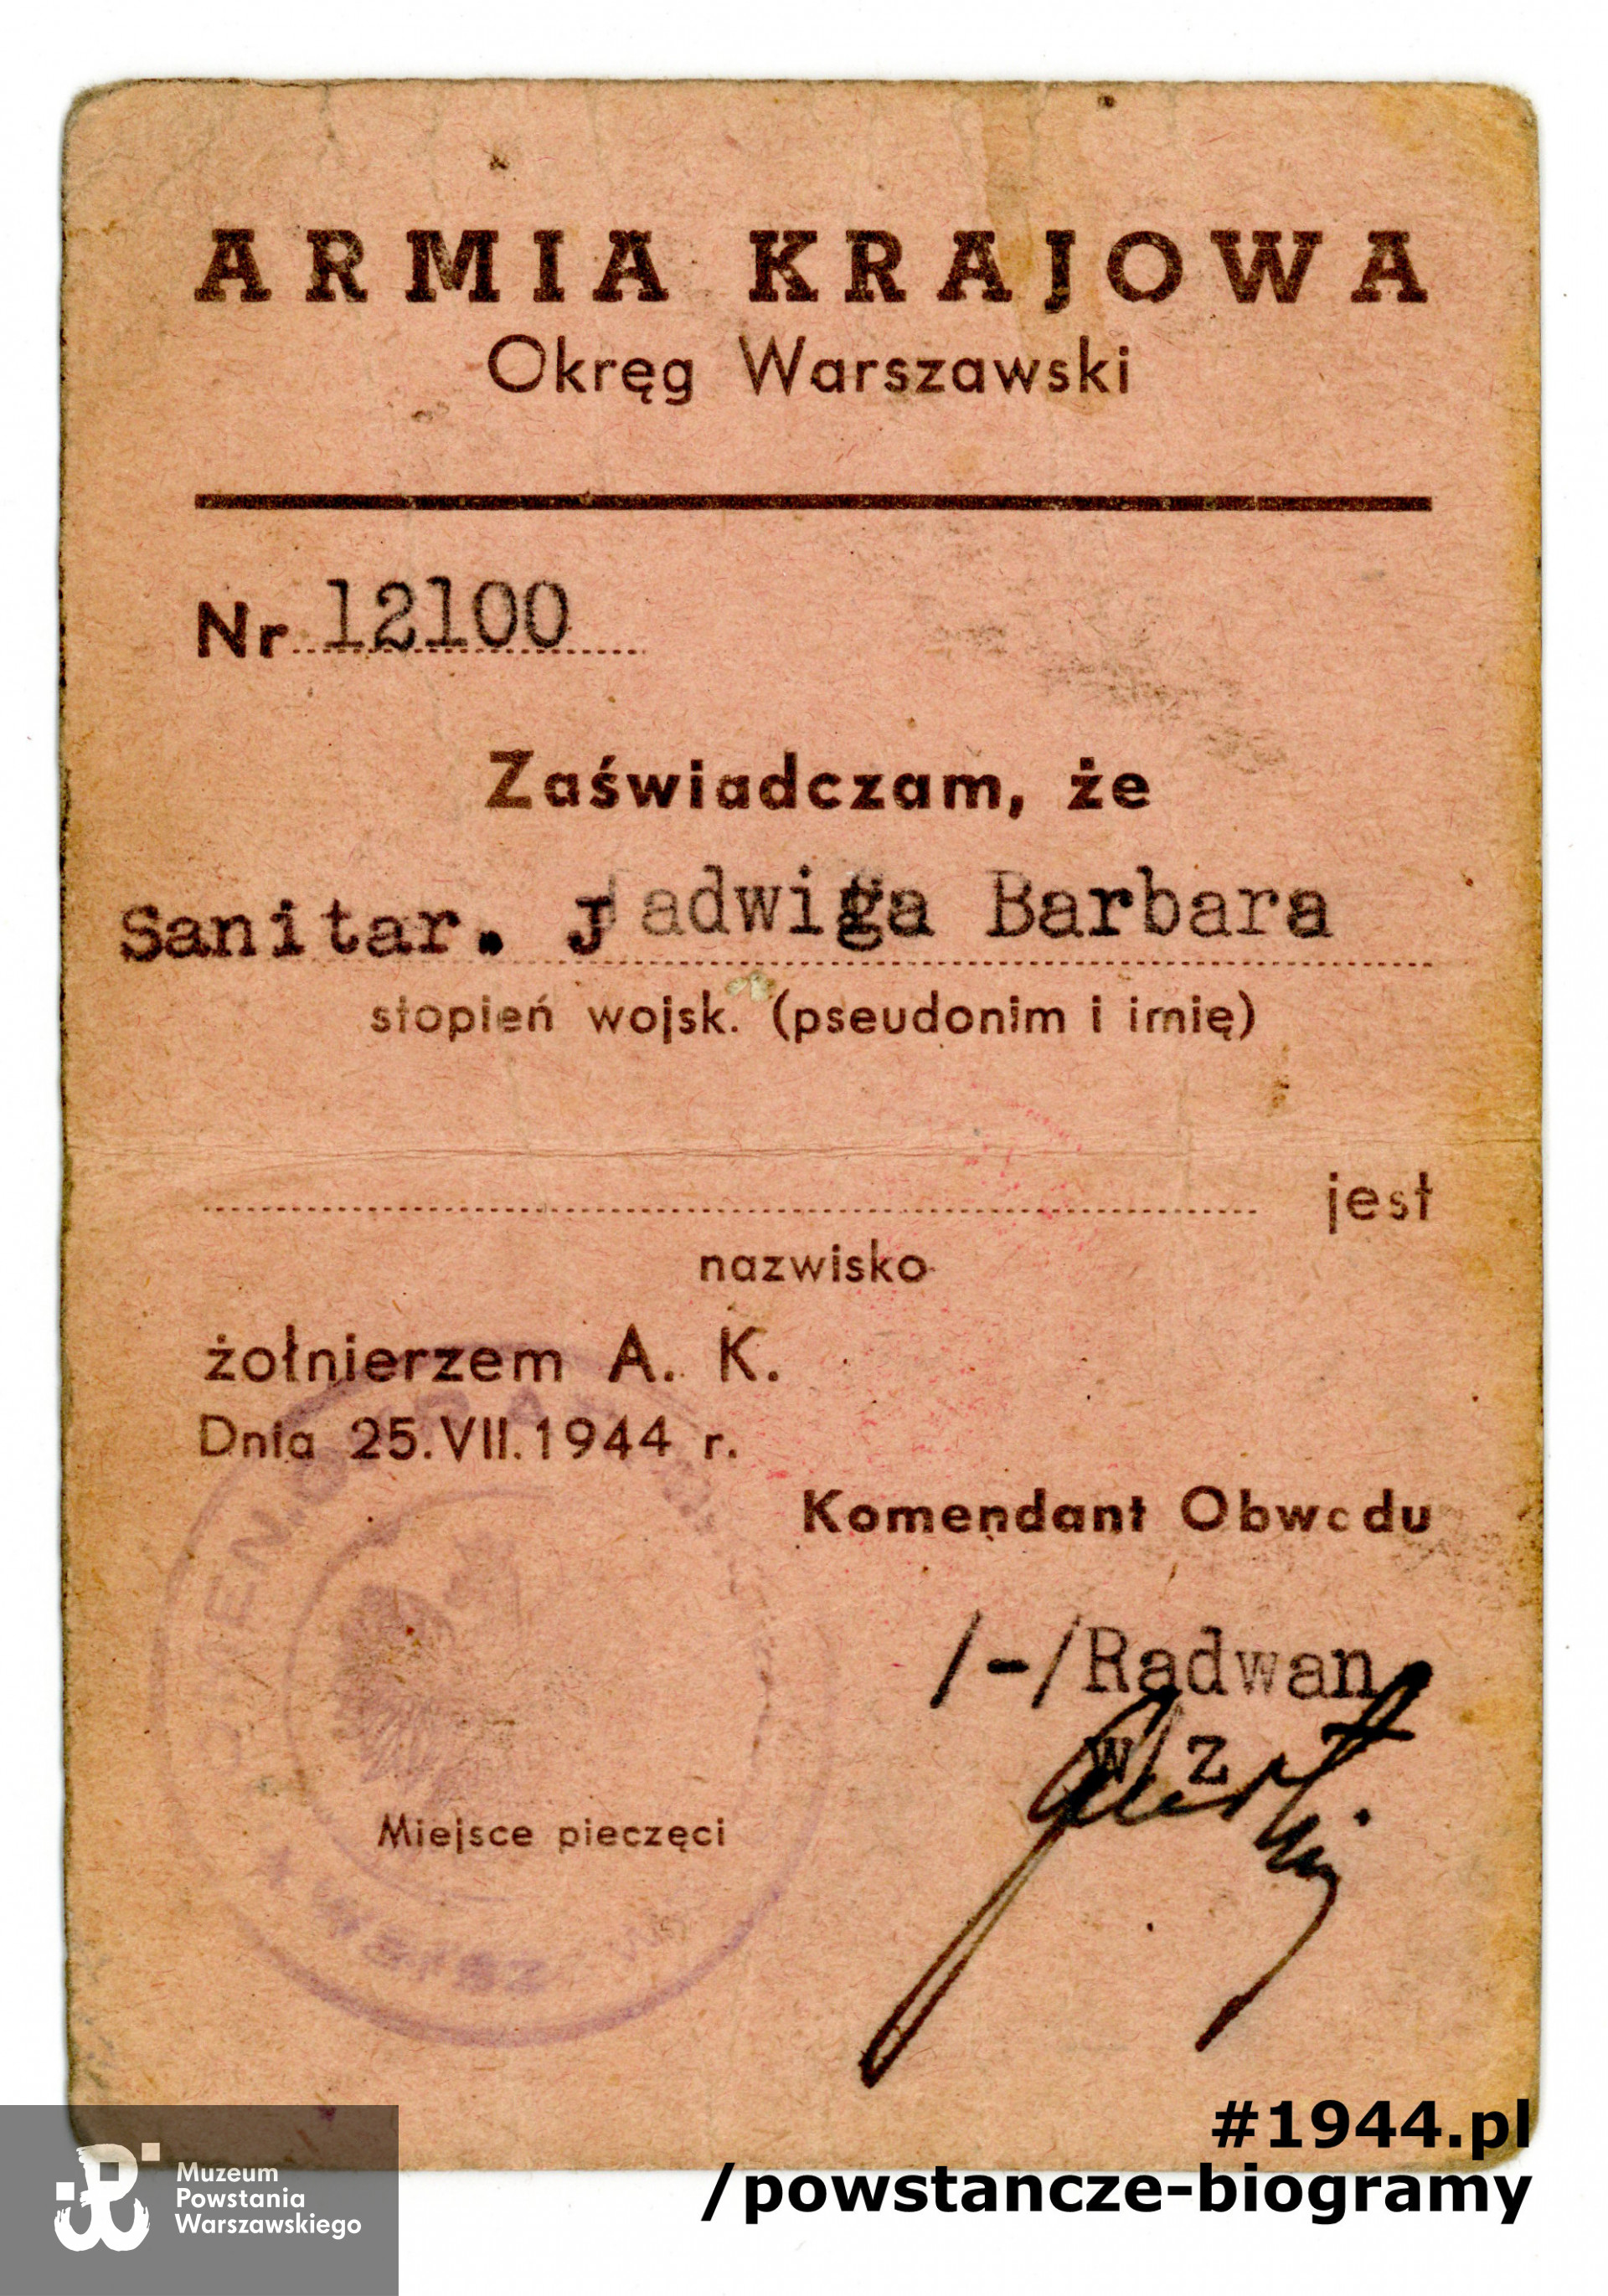 ARMIA KRAJOWA
Okręg Warszawski
Nr 12100
Zaświadczam, że
Sanitar. Jadwiga Barbara
stopień wojsk. (pseudonim i imię)
jest
nazwisko
żołnierzem A. K.
Dnia 25.VII.1944 r.
Komendant Obwodu
/-/Radwan
w z
Miejsce pieczęci
#1944.pl
/powstancze-biogramy
Muzeum
Powstania
Warszawskiego